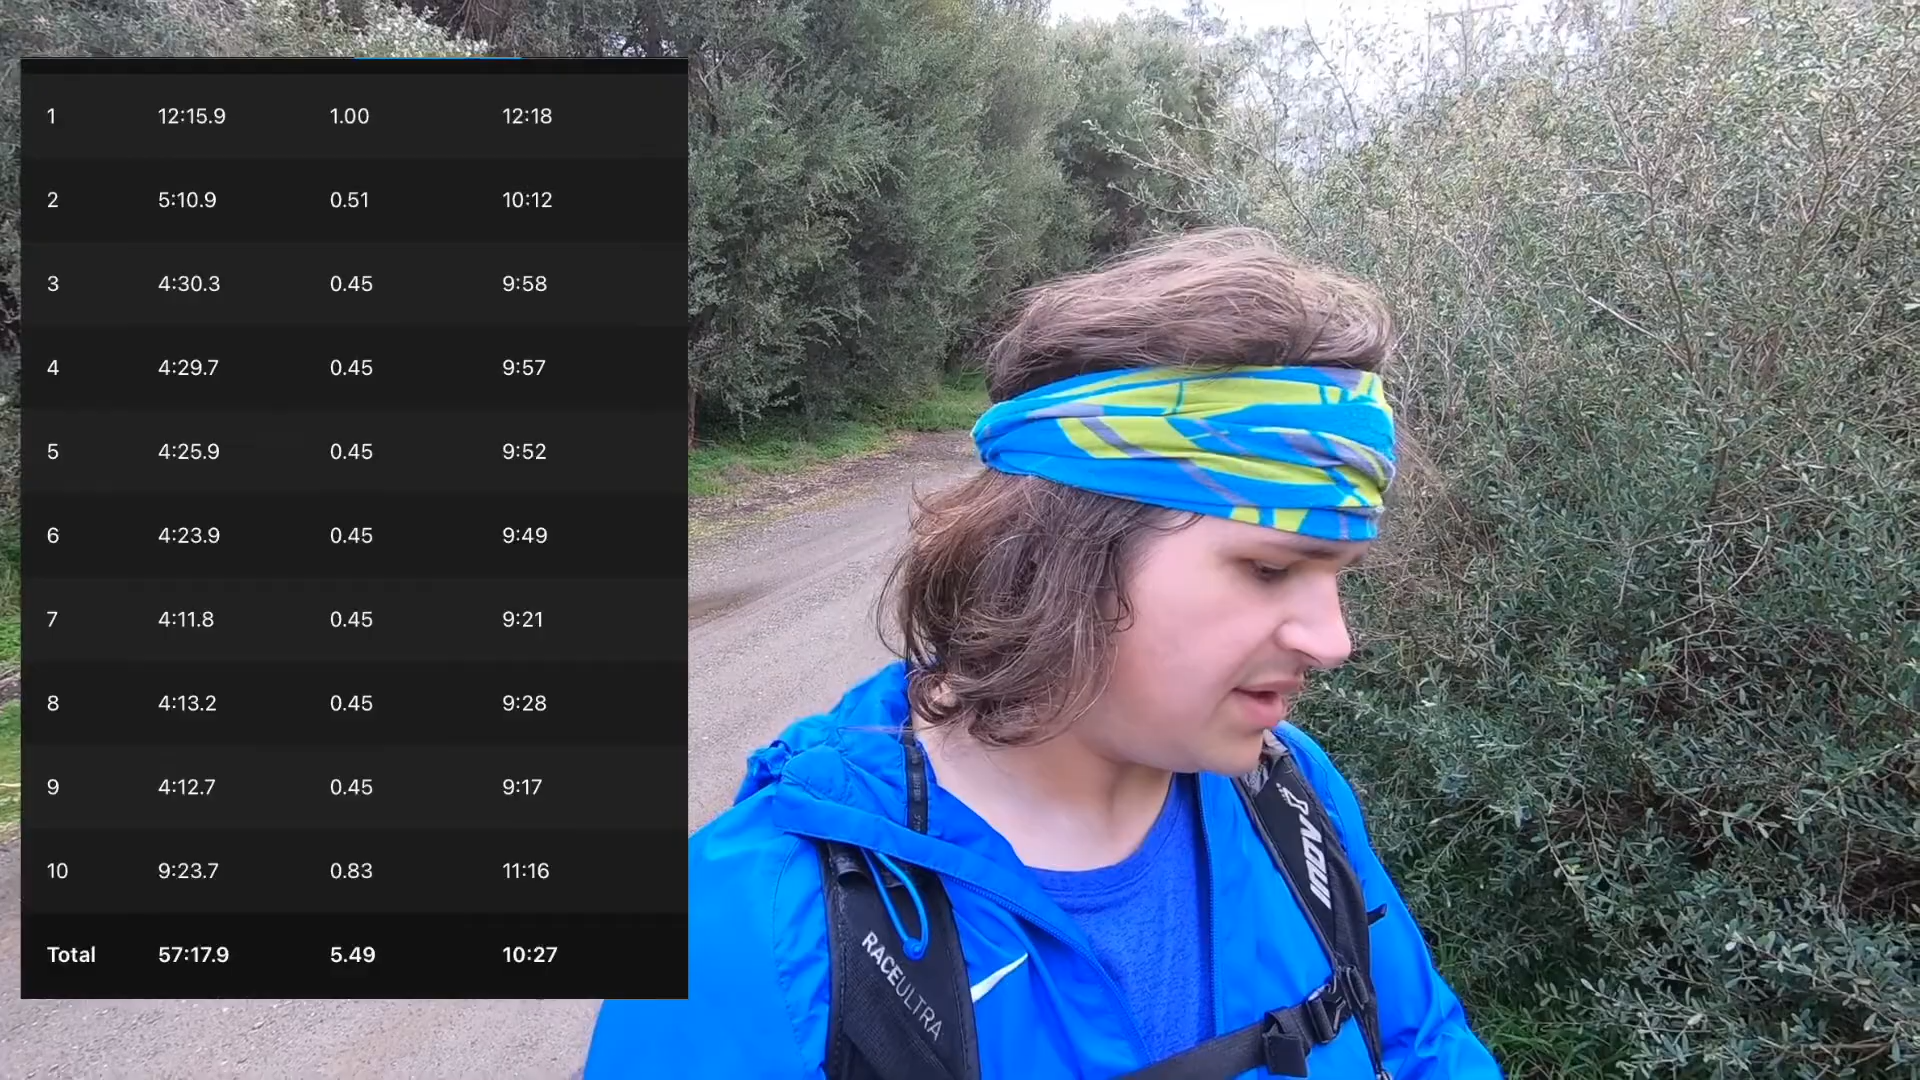 1 12:15.9 1.00 12:18
2 5:10.9 0.51 10:12
3 4:30.3 0.45 9:58
4 4:29.7 0.45 9:57
5 4:25.9 0.45 9:52
6 4:23.9 0.45 9:49
7 4:11.8 0.45 9:21
8 4:13.2 0.45 9:28
9 4:12.7 0.45 9:17
10 9:23.7 0.83 11:16
Total 57:17.9 5.49 10:27
INOV
RACEULTRA